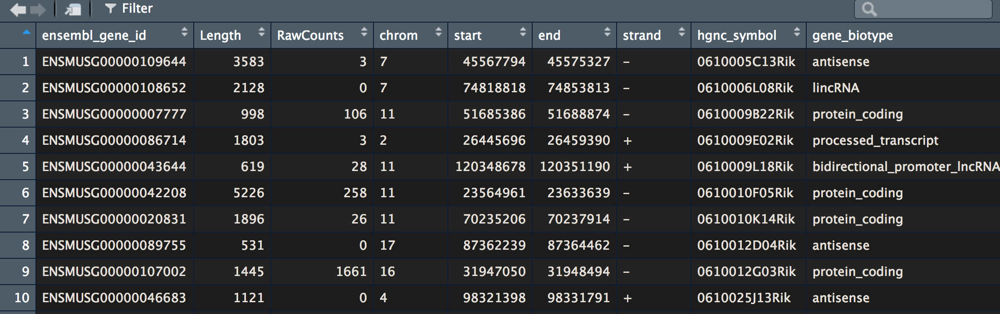 Filter
ensembl_gene_id Length RawCounts chrom start end strand hgnc_symbol gene_biotype
1 ENSMUSG00000109644 3583 3 7 45567794 45575327 - 0610005C13Rik antisense
2 ENSMUSG00000108652 2128 0 7 74818818 74853813 - 0610006L08Rik lincRNA
3 ENSMUSG00000007777 998 106 11 51685386 51688874 - 0610009B22Rik protein_coding
4 ENSMUSG00000086714 1803 3 2 26445696 26459390 + 0610009E02Rik processed_transcript
5 ENSMUSG00000043644 619 28 11 120348678 120351190 + 0610009L18Rik bidirectional_promoter_lncRNA
6 ENSMUSG00000042208 5226 258 11 23564961 23633639 - 0610010F05Rik protein_coding
7 ENSMUSG00000020831 1896 26 11 70235206 70237914 - 0610010K14Rik protein_coding
8 ENSMUSG00000089755 531 0 17 87362239 87364462 - 0610012D04Rik antisense
9 ENSMUSG00000107002 1445 1661 16 31947050 31948494 - 0610012G03Rik protein_coding
10 ENSMUSG00000046683 1121 0 4 98321398 98331791 + 0610025J13Rik antisense